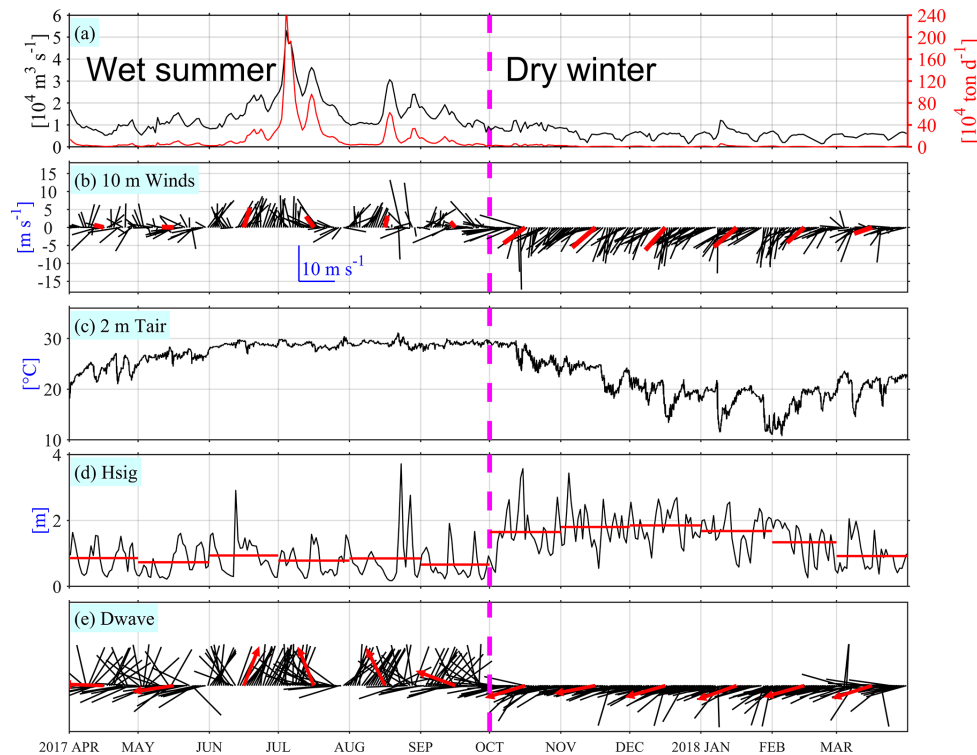 (a)
Wet summer
Dry winter
[10⁴ m³ s⁻¹]
6
5
4
3
2
1
0
240
200
160
120
80
40
0
[10⁴ ton d⁻¹]
(b) 10 m Winds
[m s⁻¹]
15
10
5
0
-5
-10
-15
10 m s⁻¹
(c) 2 m Tair
[°C]
30
20
10
(d) Hsig
[m]
4
2
0
(e) Dwave
2017 APR MAY JUN JUL AUG SEP OCT NOV DEC 2018 JAN FEB MAR